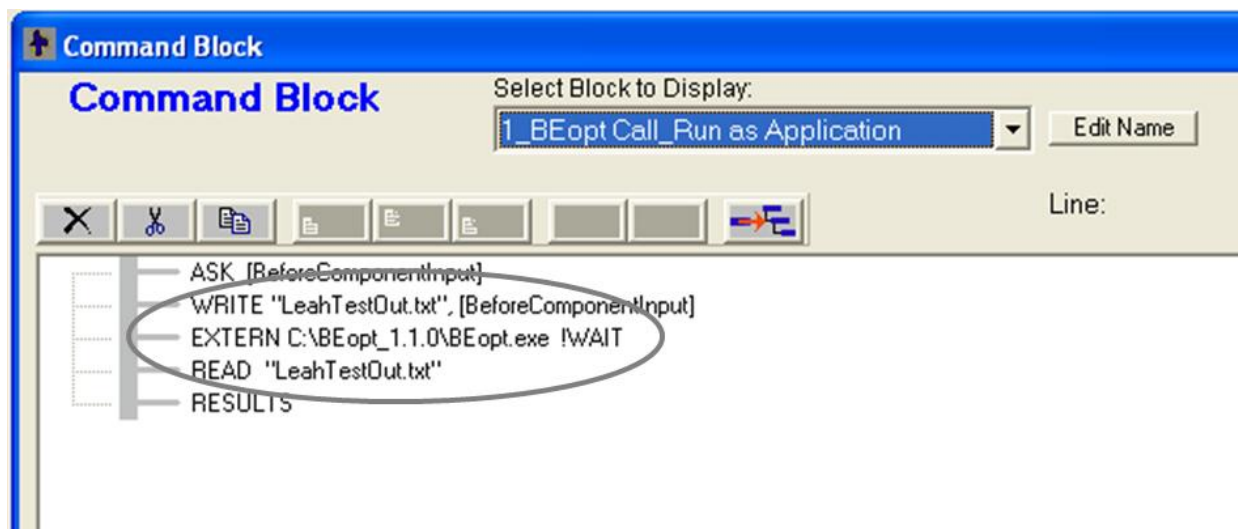 Command Block
Command Block
Select Block to Display:
1_BEopt Call_Run as Application
Edit Name
Line:
ASK [BeforeComponentInput]
WRITE "LeahTestOut.txt", [BeforeComponentInput]
EXTERN C:\BEopt_1.1.0\BEopt.exe !WAIT
READ "LeahTestOut.txt"
RESULTS